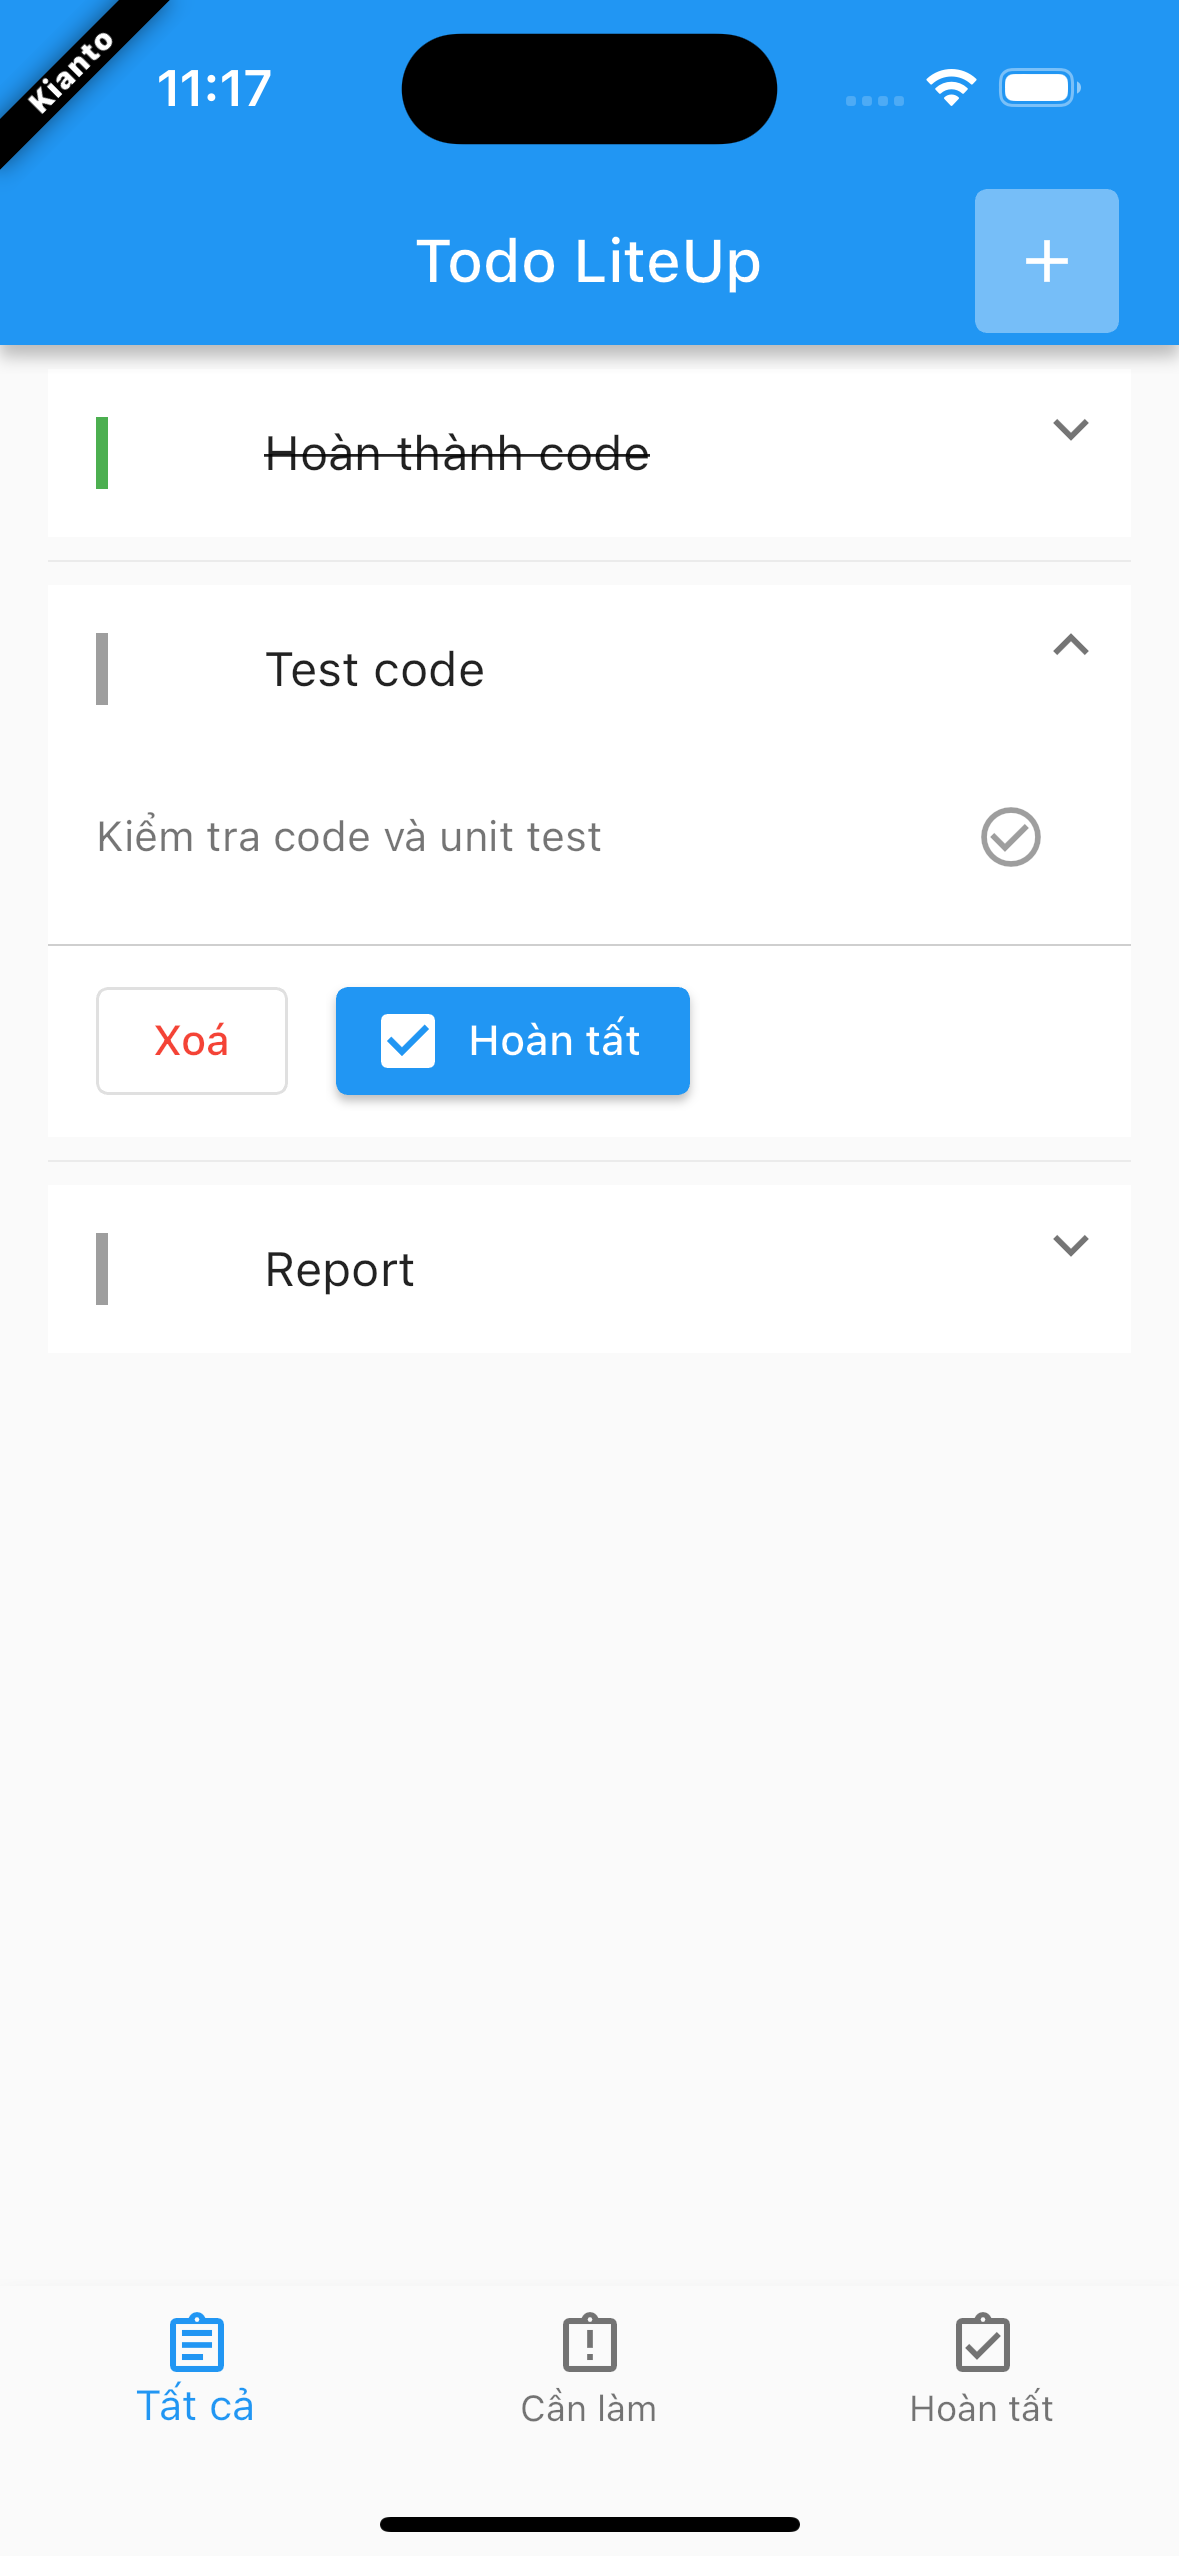 Kianto
11:17
Todo LiteUp
Hoàn thành code
Test code
Kiểm tra code và unit test
Xoá
Hoàn tất
Report
Tất cả
Cần làm
Hoàn tất